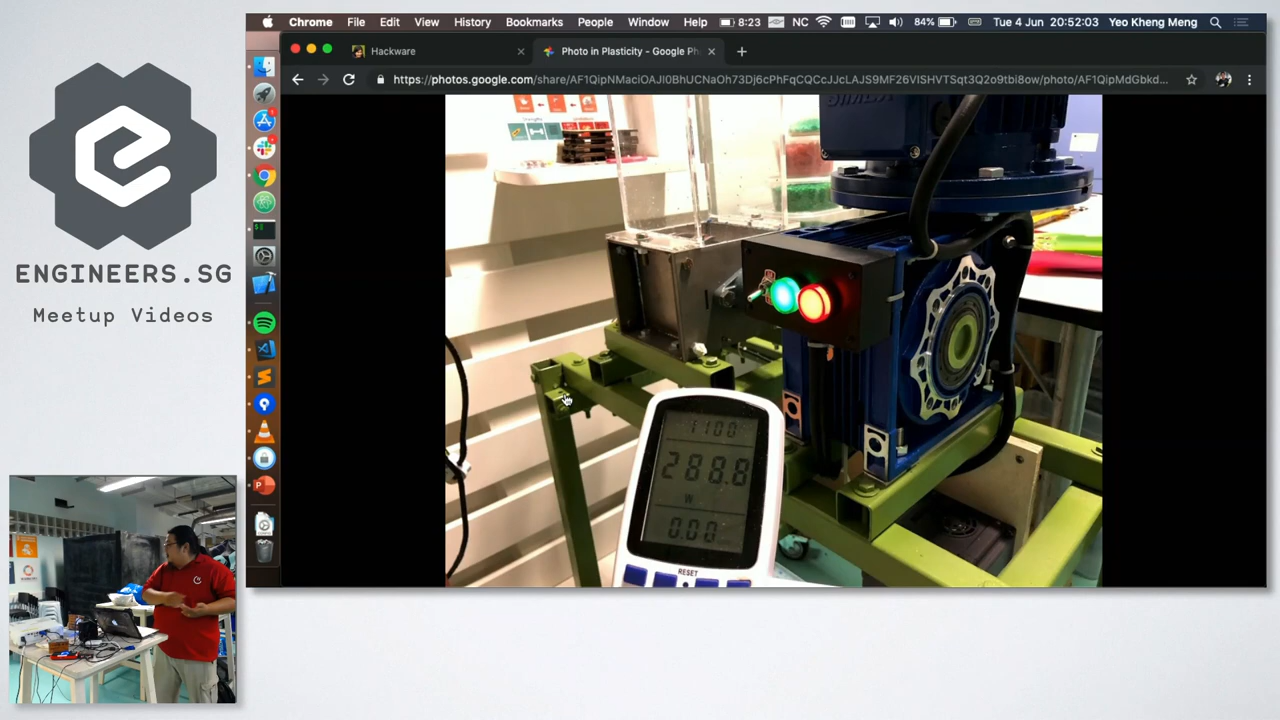 Chrome File Edit View History Bookmarks People Window Help 8:23 NC 84% Tue 4 Jun 20:52:03 Yeo Kheng Meng
Hackware
Photo in Plasticity - Google Ph
https://photos.google.com/share/AF1QipNMaciOAJI0BhUCNaOh73Dj6cPhFqCQCcJJcLAJS9MF26VISHVTSqt3Q2o9tbi8ow/photo/AF1QipMdGbkd...
ENGINEERS.SG
Meetup Videos
1100
288.8
W
0.00
RESET